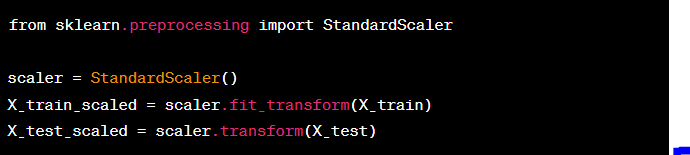 from sklearn.preprocessing import StandardScaler
scaler = StandardScaler()
X_train_scaled = scaler.fit_transform(X_train)
X_test_scaled = scaler.transform(X_test)